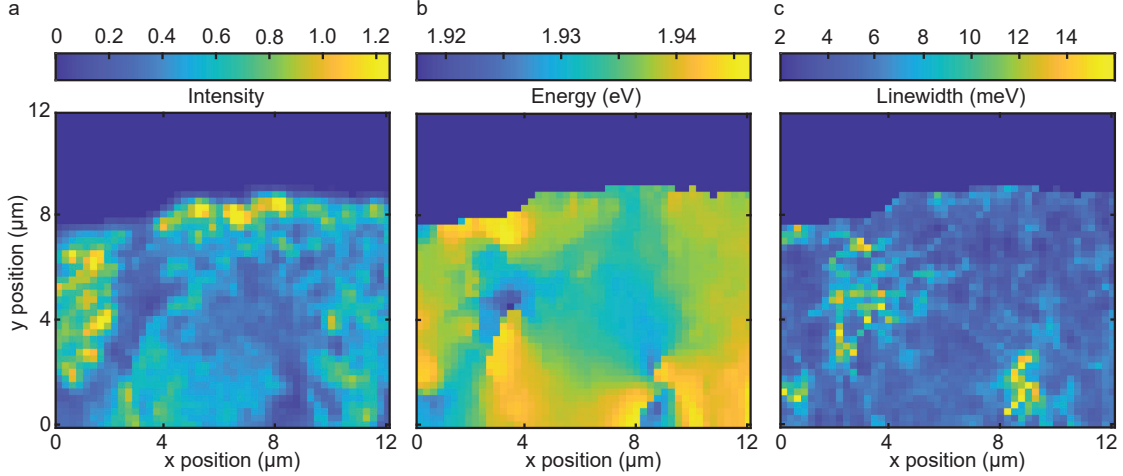 a
b
c
0 0.2 0.4 0.6 0.8 1.0 1.2
1.92 1.93 1.94
2 4 6 8 10 12 14
Intensity
Energy (eV)
Linewidth (meV)
12
8
4
0
y position (µm)
0 4 8 12
0 4 8 12
0 4 8 12
x position (µm)
x position (µm)
x position (µm)